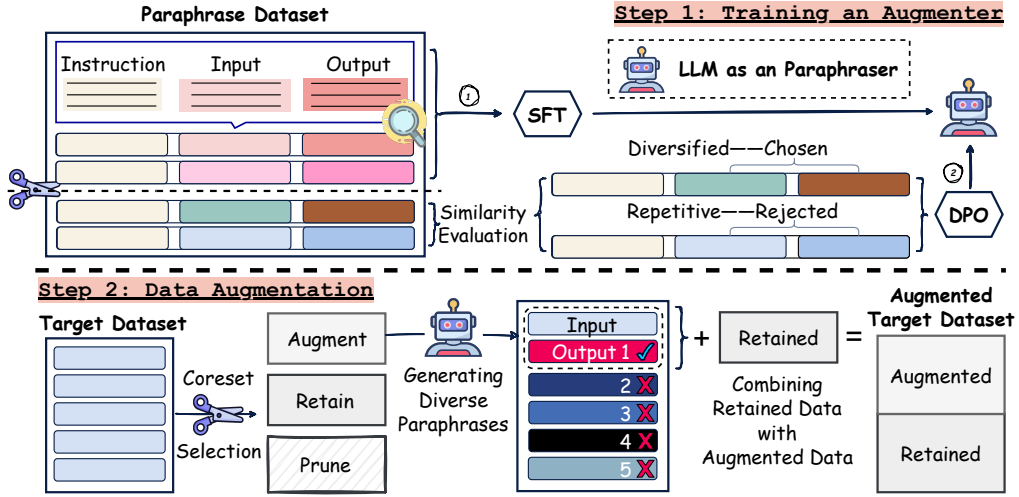 Paraphrase Dataset
Step 1: Training an Augmenter
Instruction
Input
Output
1
SFT
LLM as an Paraphraser
Diversified——Chosen
2
Similarity
Evaluation
Repetitive——Rejected
DPO
Step 2: Data Augmentation
Target Dataset
Coreset
Selection
Augment
Retain
Prune
Generating
Diverse
Paraphrases
Input
Output 1
2
3
4
5
+
Retained
=
Combining
Retained Data
with
Augmented Data
Augmented
Target Dataset
Augmented
Retained